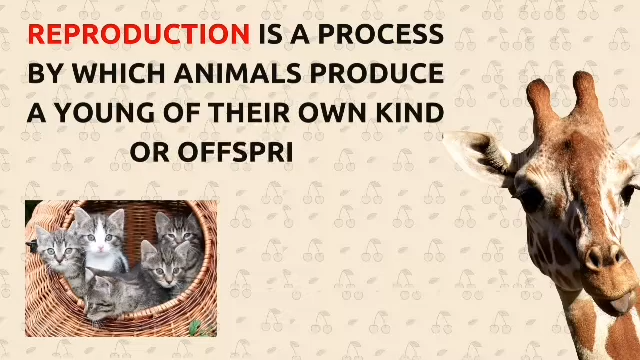 REPRODUCTION IS A PROCESS
BY WHICH ANIMALS PRODUCE
A YOUNG OF THEIR OWN KIND
OR OFFSPRI